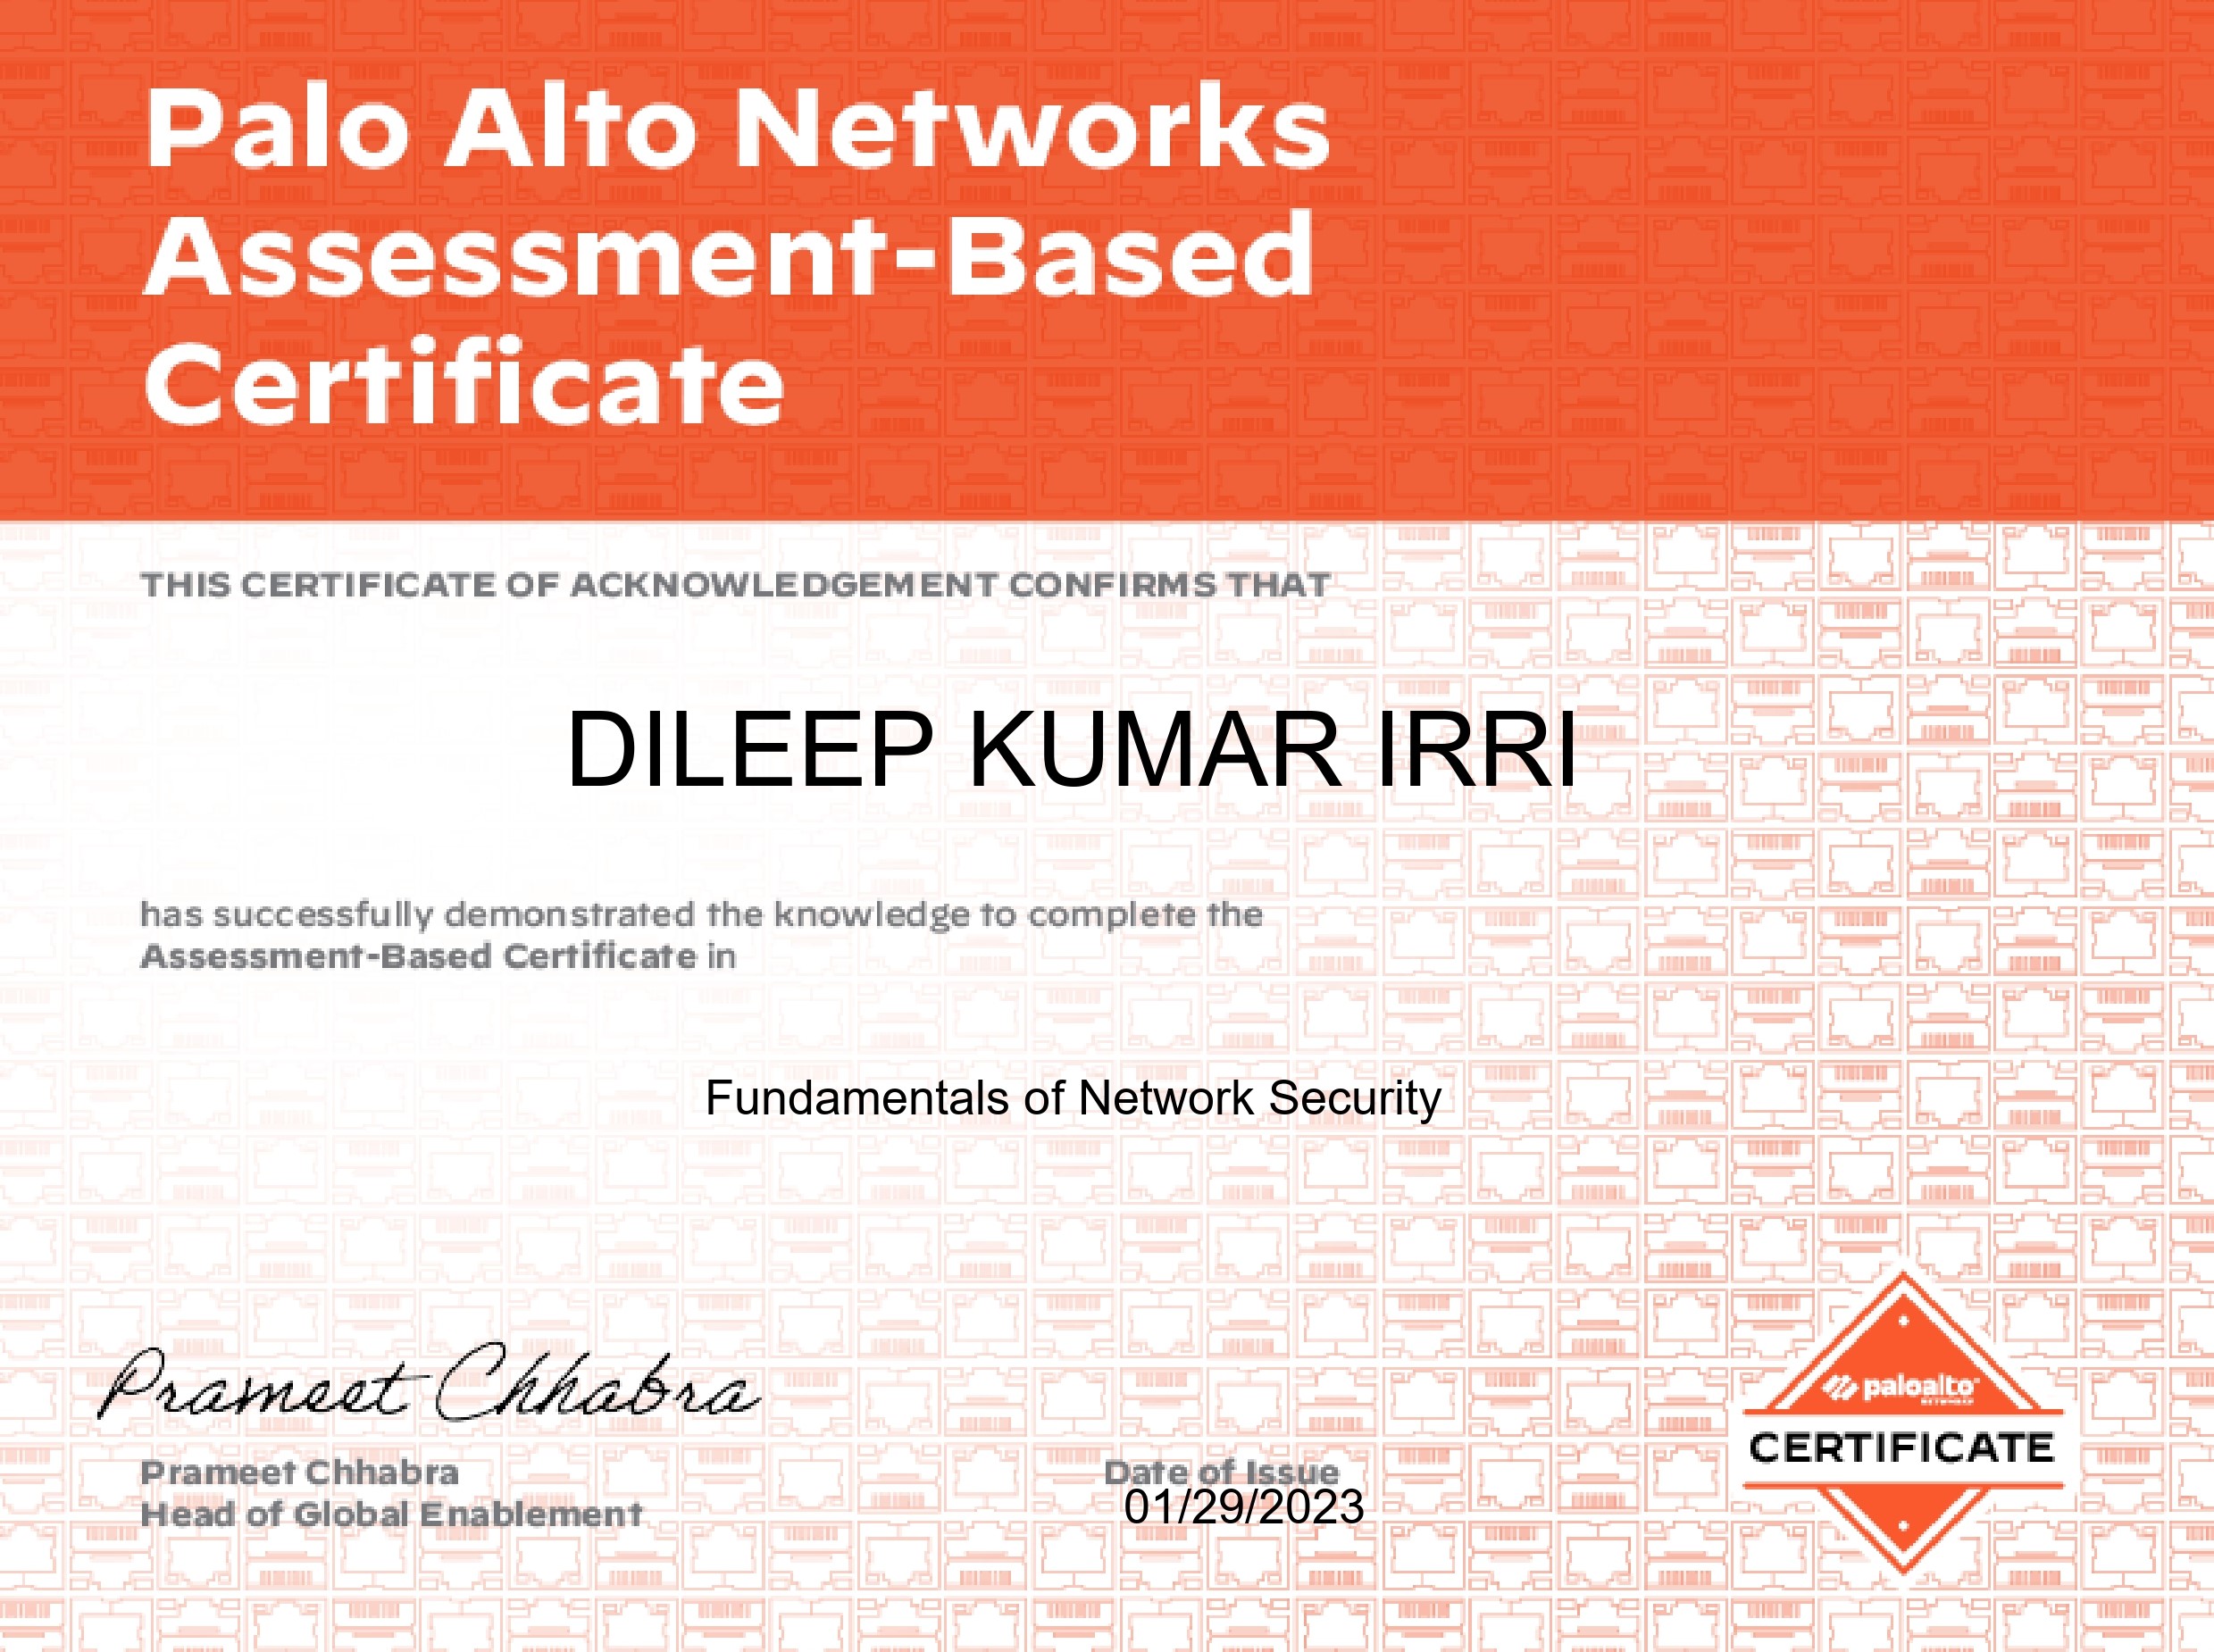 Palo Alto Networks
Assessment-Based
Certificate
THIS CERTIFICATE OF ACKNOWLEDGEMENT CONFIRMS THAT
DILEEP KUMAR IRRI
has successfully demonstrated the knowledge to complete the
Assessment-Based Certificate in
Fundamentals of Network Security
Prameet Chhabra
Prameet Chhabra
Head of Global Enablement
Date of Issue
01/29/2023
paloalto
NETWORKS
CERTIFICATE